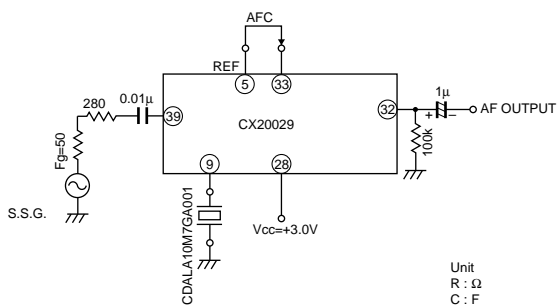 AFC
REF
5
33
0.01μ
280
39
CX20029
32
1μ
+
−
AF OUTPUT
100k
Fg=50
9
28
S.S.G.
CDALA10M7GA001
Vcc=+3.0V
Unit
R : Ω
C : F